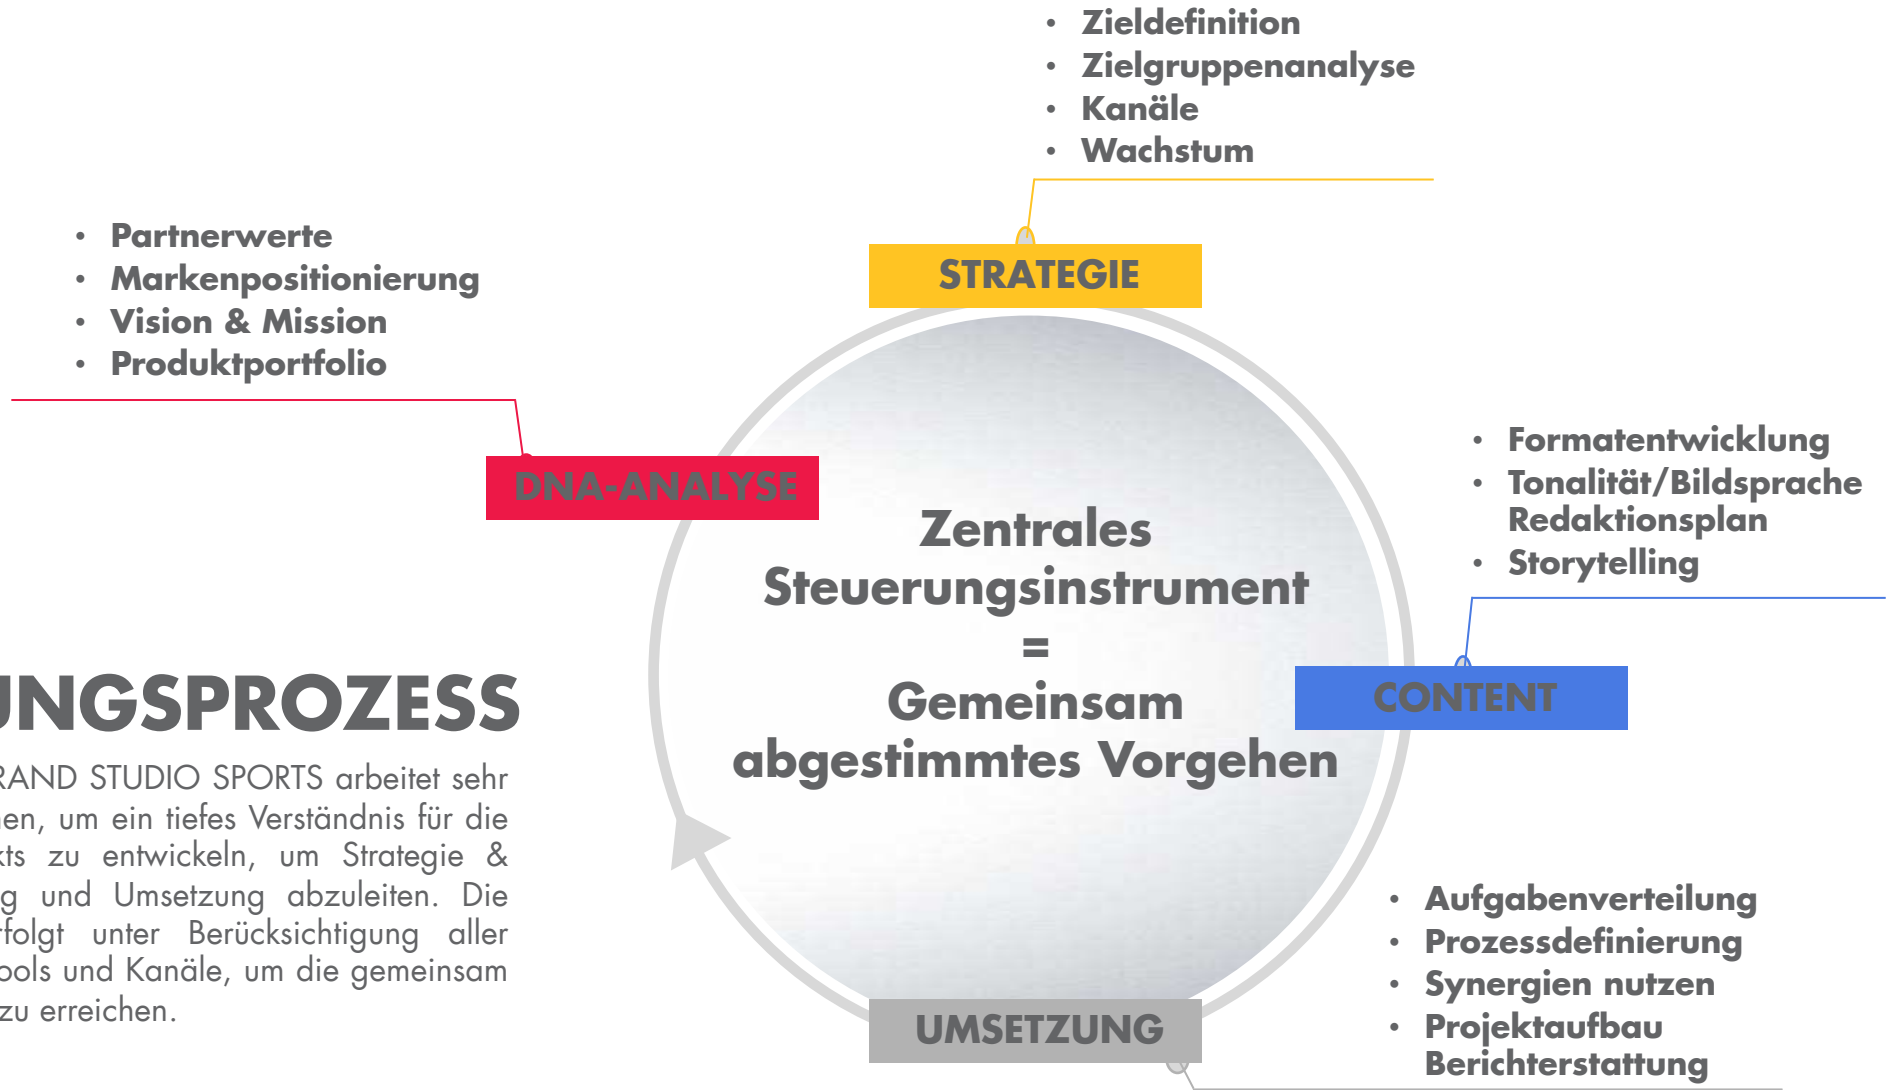 • Zieldefinition
• Zielgruppenanalyse
• Kanäle
• Wachstum
• Partnerwerte
• Markenpositionierung
• Vision & Mission
• Produktportfolio
STRATEGIE
DNA-ANALYSE
• Formatentwicklung
• Tonalität/Bildsprache
Redaktionsplan
• Storytelling
Zentrales
Steuerungsinstrument
=
Gemeinsam
abgestimmtes Vorgehen
CONTENT
UNGSPROZESS
RAND STUDIO SPORTS arbeitet sehr
en, um ein tiefes Verständnis für die
kts zu entwickeln, um Strategie &
g und Umsetzung abzuleiten. Die
rfolgt unter Berücksichtigung aller
ools und Kanäle, um die gemeinsam
zu erreichen.
UMSETZUNG
• Aufgabenverteilung
• Prozessdefinierung
• Synergien nutzen
• Projektaufbau
Berichterstattung